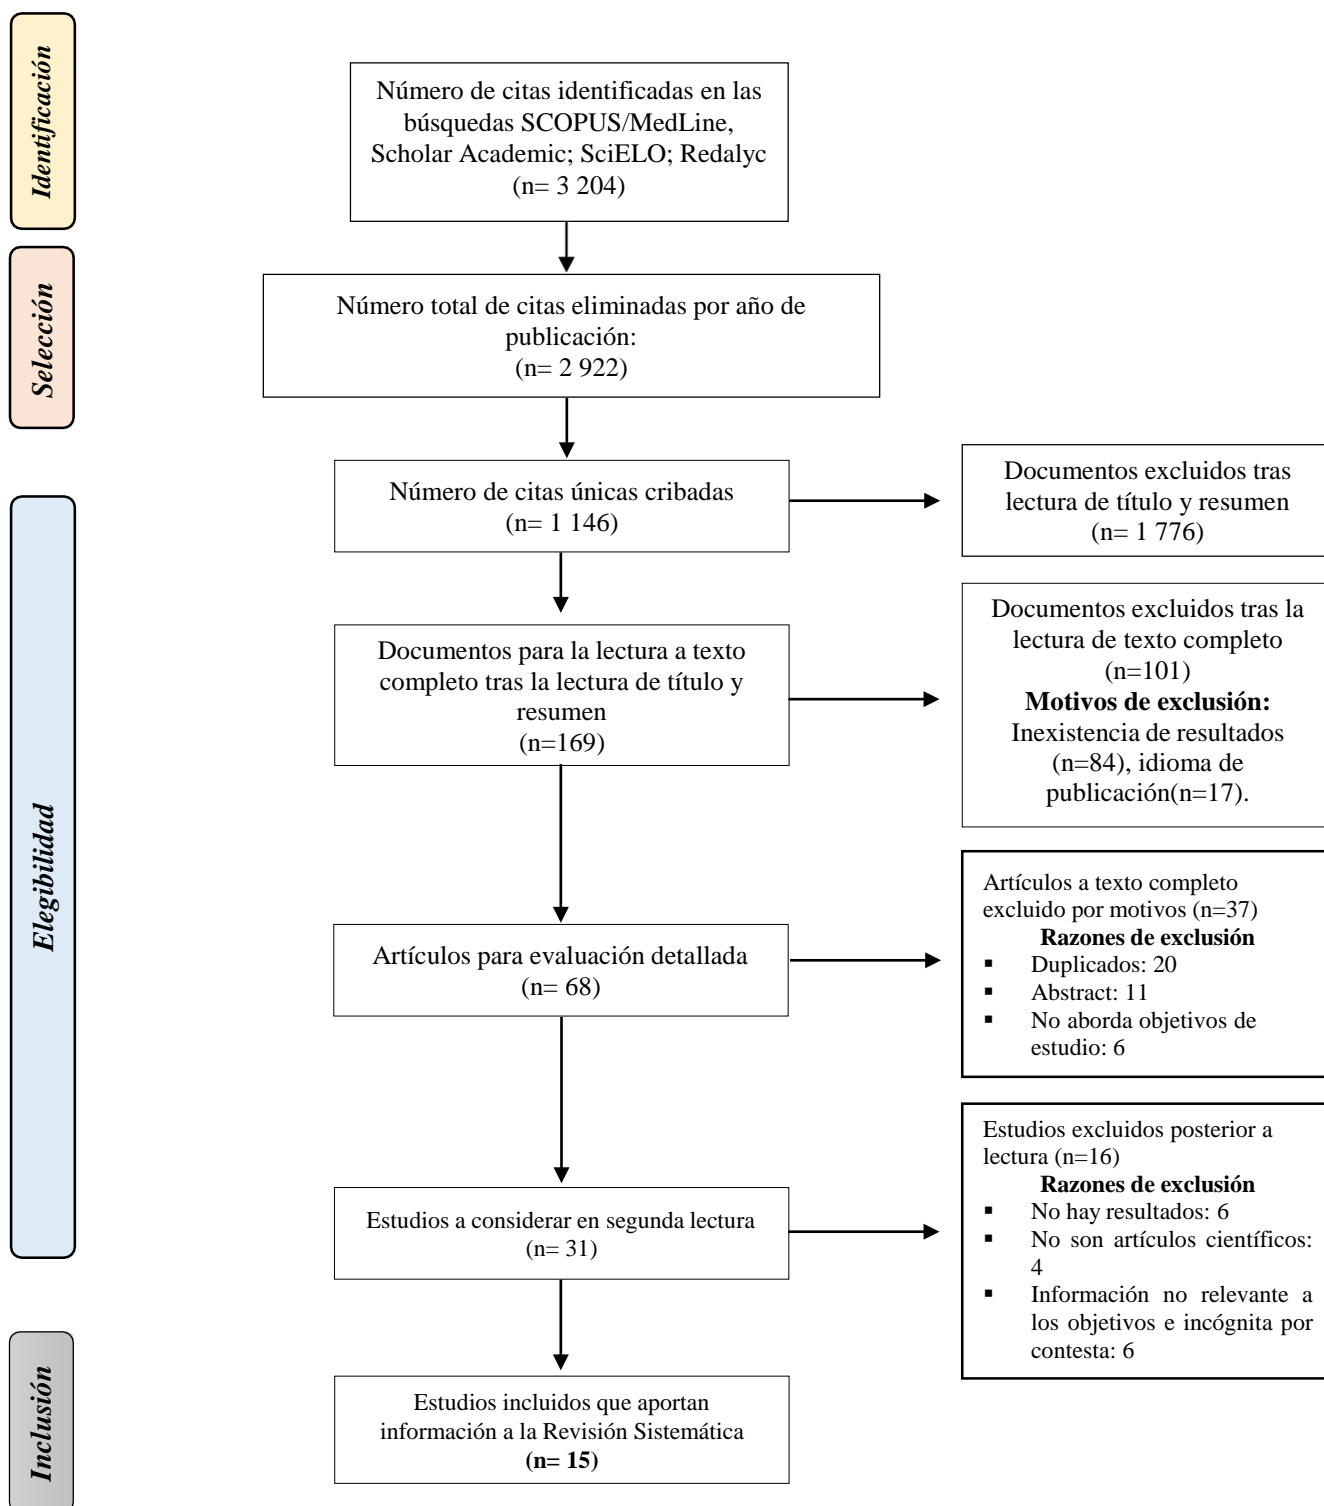 Identificación
Número de citas identificadas en las
búsquedas SCOPUS/MedLine,
Scholar Academic; SciELO; Redalyc
(n= 3 204)
Selección
Número total de citas eliminadas por año de
publicación:
(n= 2 922)
Elegibilidad
Número de citas únicas cribadas
(n= 1 146)
Documentos excluidos tras
lectura de título y resumen
(n= 1 776)
Documentos para la lectura a texto
completo tras la lectura de título y
resumen
(n=169)
Documentos excluidos tras la
lectura de texto completo
(n=101)
Motivos de exclusión:
Inexistencia de resultados
(n=84), idioma de
publicación(n=17).
Artículos para evaluación detallada
(n= 68)
Artículos a texto completo
excluido por motivos (n=37)
Razones de exclusión
▪ Duplicados: 20
▪ Abstract: 11
▪ No aborda objetivos de
estudio: 6
Estudios a considerar en segunda lectura
(n= 31)
Estudios excluidos posterior a
lectura (n=16)
Razones de exclusión
▪ No hay resultados: 6
▪ No son artículos científicos:
4
▪ Información no relevante a
los objetivos e incógnita por
contesta: 6
Inclusión
Estudios incluidos que aportan
información a la Revisión Sistemática
(n= 15)